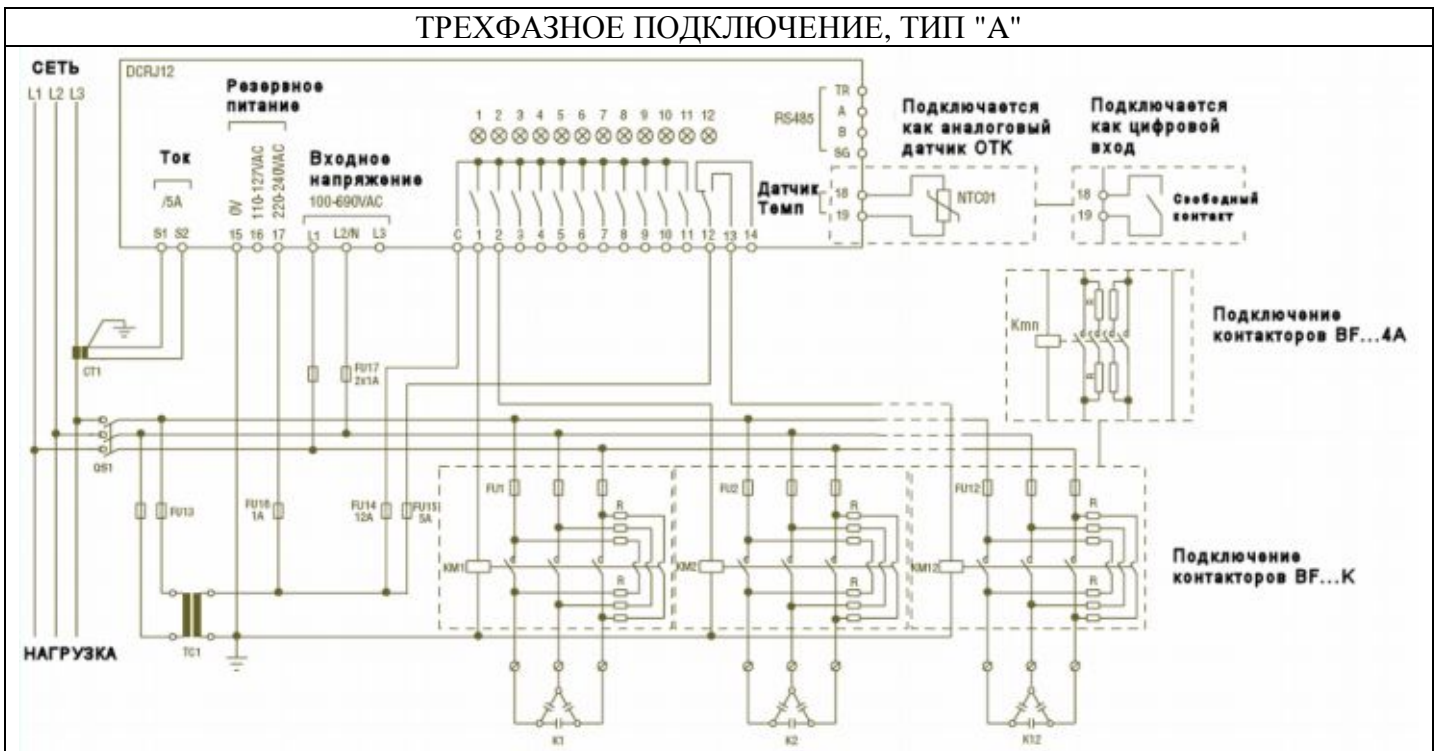 ТРЕХФАЗНОЕ ПОДКЛЮЧЕНИЕ, ТИП "А"
СЕТЬ
L1 L2 L3
DCRJ12
Резервное
питание
Ток
/5A
0V
110-127VAC
220-240VAC
Входное
напряжение
100-690VAC
1 2 3 4 5 6 7 8 9 10 11 12
RS485
TR
A
B
SG
Подключается
как аналоговый
датчик ОТК
Подключается
как цифровой
вход
Датчик
Темп
18
19
NTC01
18
19
Свободный
контакт
S1 S2 15 16 17 L1 L2/N L3 C 1 2 3 4 5 6 7 8 9 10 11 12 13 14
CT1
FU17
2x1A
Kmn
R
R
Подключение
контакторов BF...4A
QS1
FU13
FU16
1A
FU14
12A
FU15
5A
FU1
R
KM1
R
FU2
R
KM2
R
FU12
R
KM12
R
Подключение
контакторов BF...K
НАГРУЗКА
TC1
K1
K2
K12